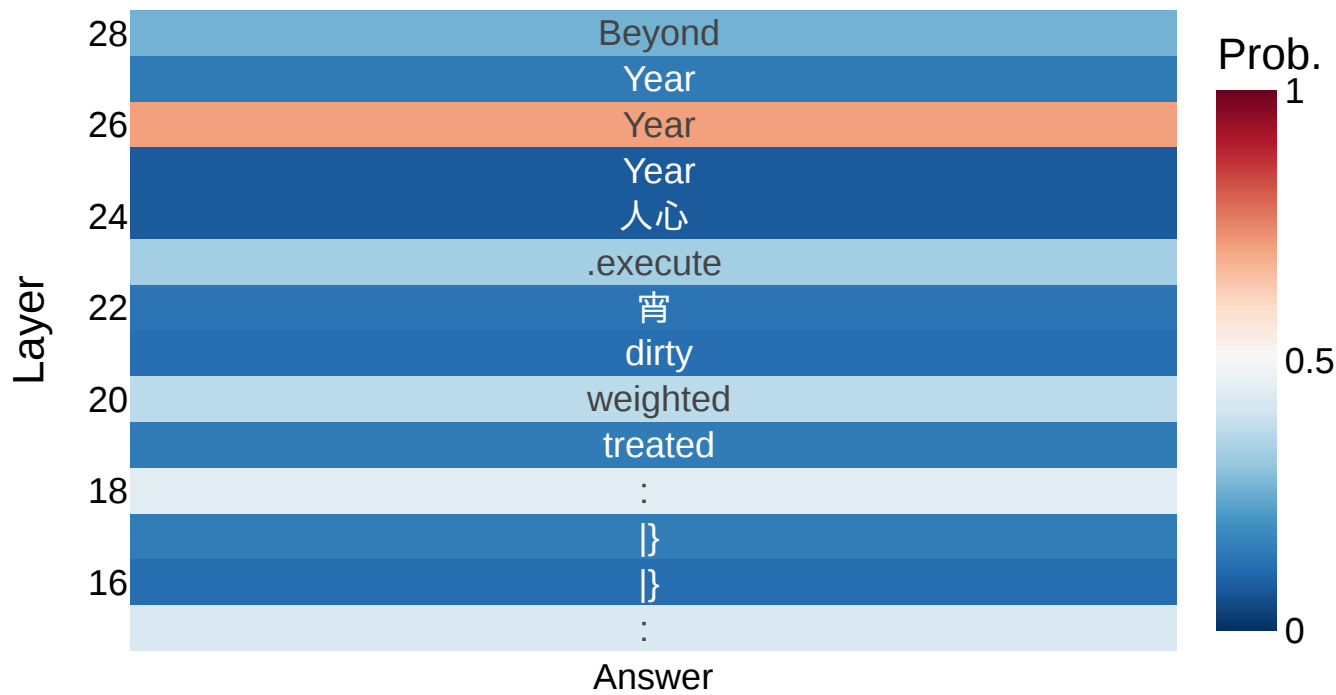 28 Beyond
Year
26 Year
Year
24 人心
.execute
22 宵
dirty
20 weighted
treated
18 :
|}
16 |}
:
Answer
Layer
Prob.
1
0.5
0